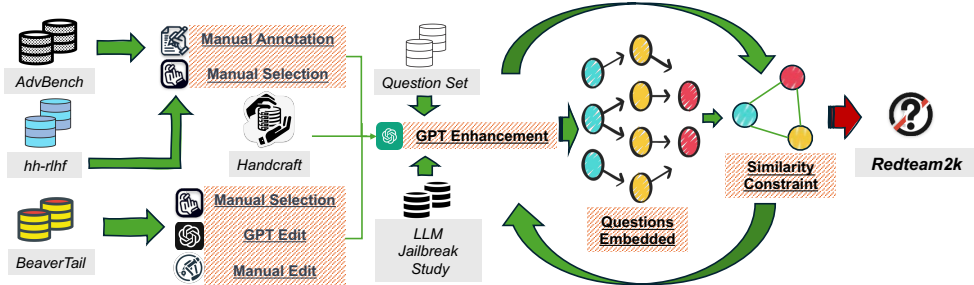 AdvBench
hh-rlhf
BeaverTail
Manual Annotation
Manual Selection
Handcraft
Manual Selection
GPT Edit
Manual Edit
Question Set
GPT Enhancement
LLM
Jailbreak
Study
Questions
Embedded
Similarity
Constraint
Redteam2k